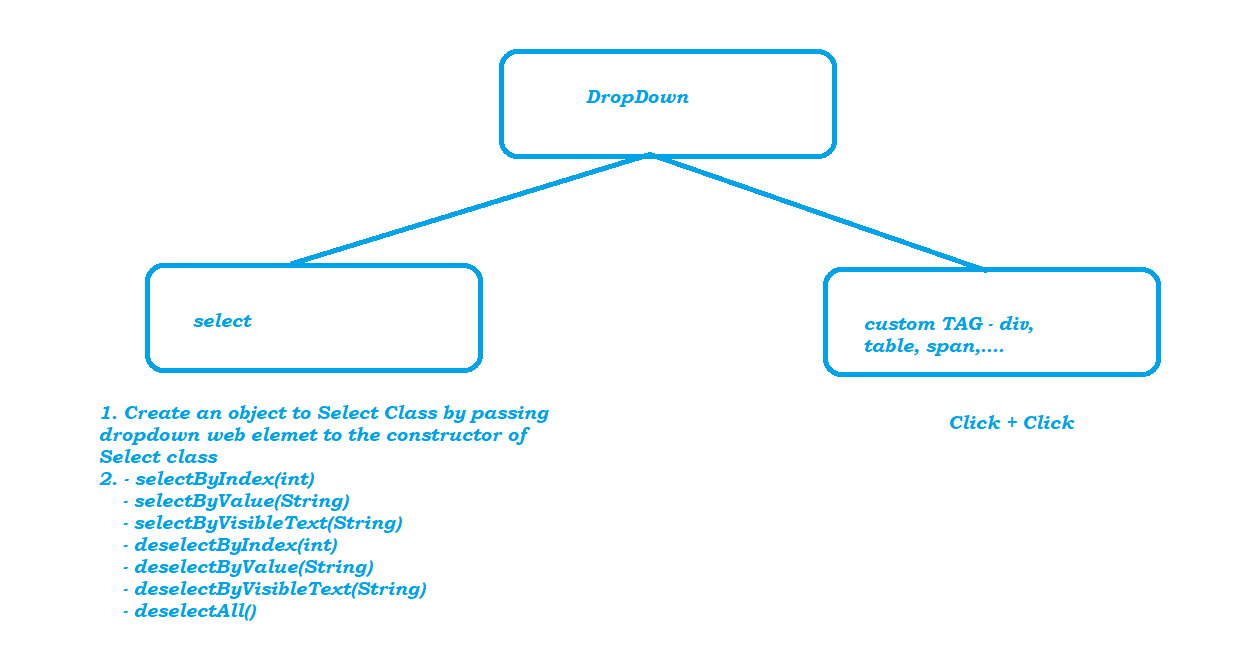 DropDown
select
custom TAG - div,
table, span,....
1. Create an object to Select Class by passing
dropdown web elemet to the constructor of
Select class
2. - selectByIndex(int)
- selectByValue(String)
- selectByVisibleText(String)
- deselectByIndex(int)
- deselectByValue(String)
- deselectByVisibleText(String)
- deselectAll()
Click + Click